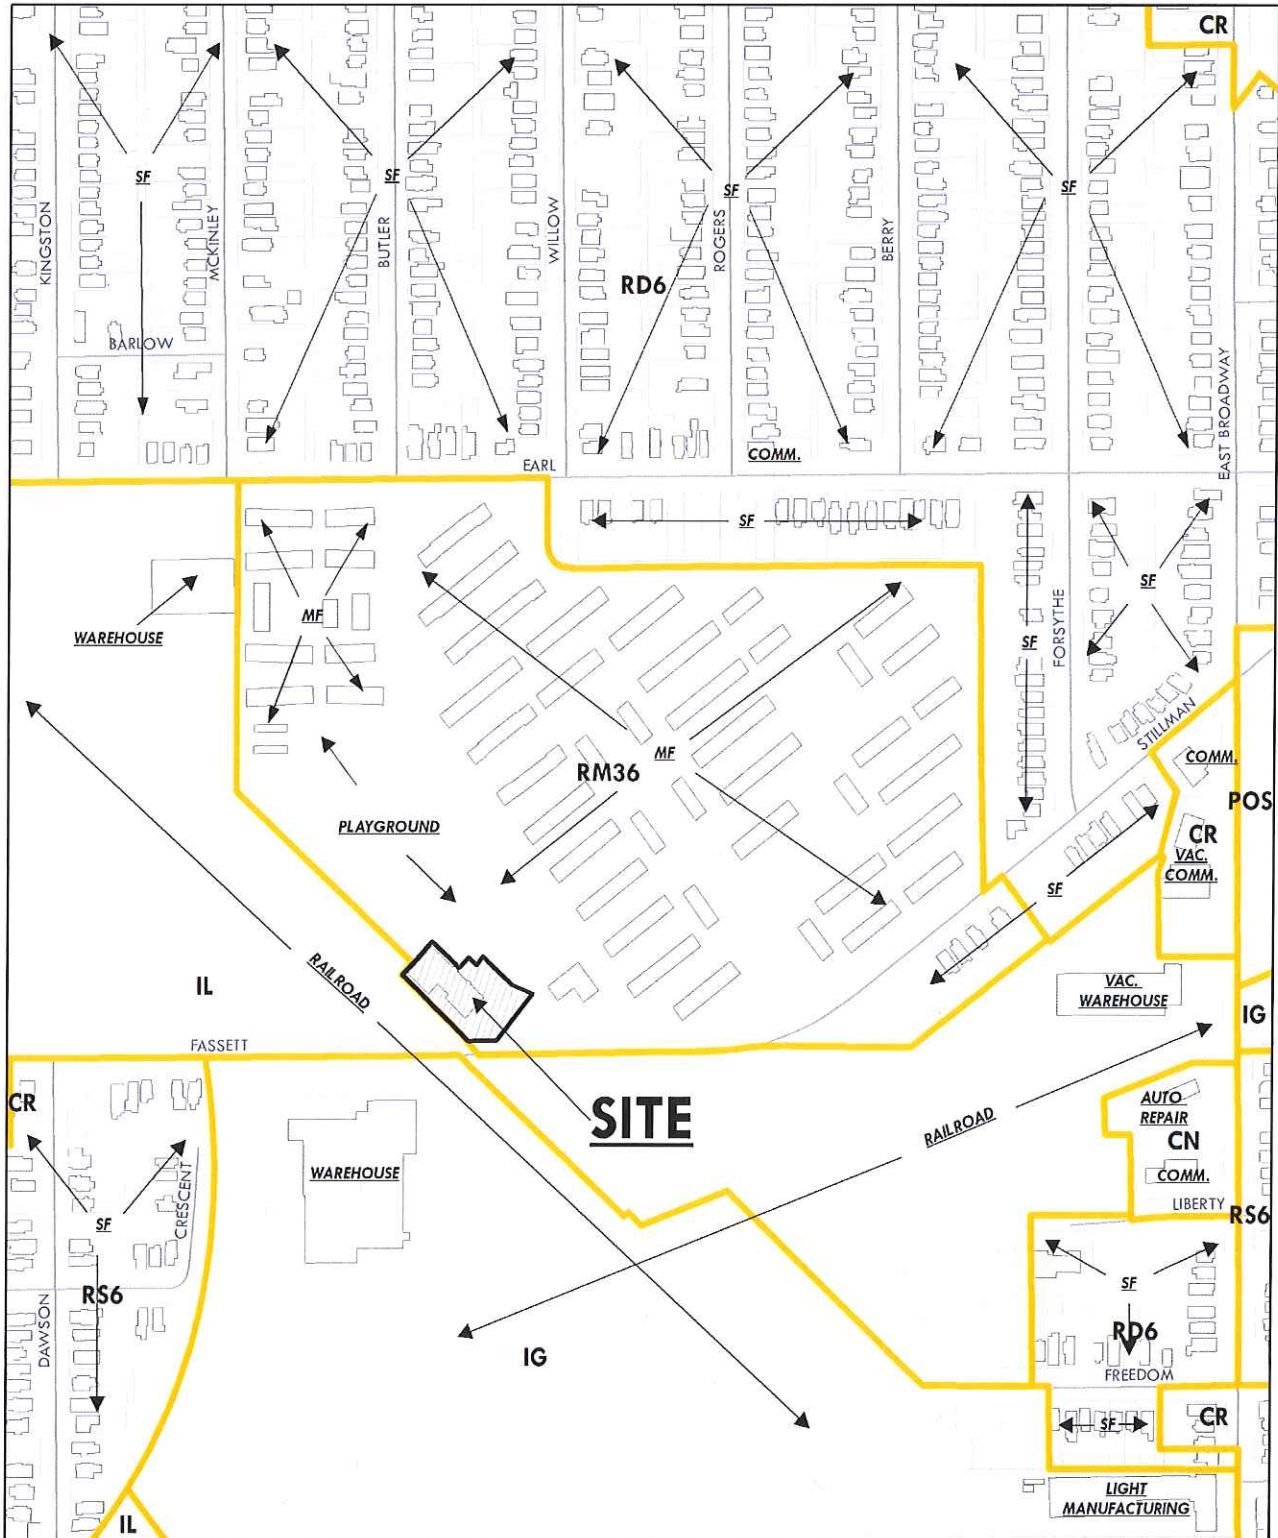 CR
SF
SF
SF
SF
KINGSTON
MCKINLEY
BUTLER
WILLOW
ROGERS
BERRY
RD6
BARLOW
EAST BROADWAY
COMM.
EARL
SF
SF
FORSYTHE
SF
MF
WAREHOUSE
STILLMAN
MF
RM36
COMM.
POS
PLAYGROUND
CR
VAC.
COMM.
SF
RAILROAD
IL
VAC.
WAREHOUSE
IG
FASSETT
CR
SITE
RAILROAD
AUTO
REPAIR
CN
COMM.
WAREHOUSE
CRESCENT
LIBERTY
RS6
SF
SF
RS6
DAWSON
RD6
IG
FREEDOM
SF
CR
LIGHT
MANUFACTURING
IL